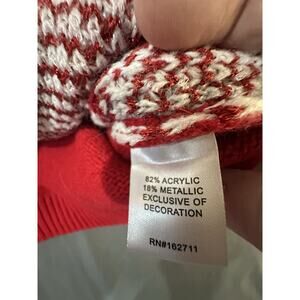 82% ACRYLIC
18% METALLIC
EXCLUSIVE OF
DECORATION
RN#162711